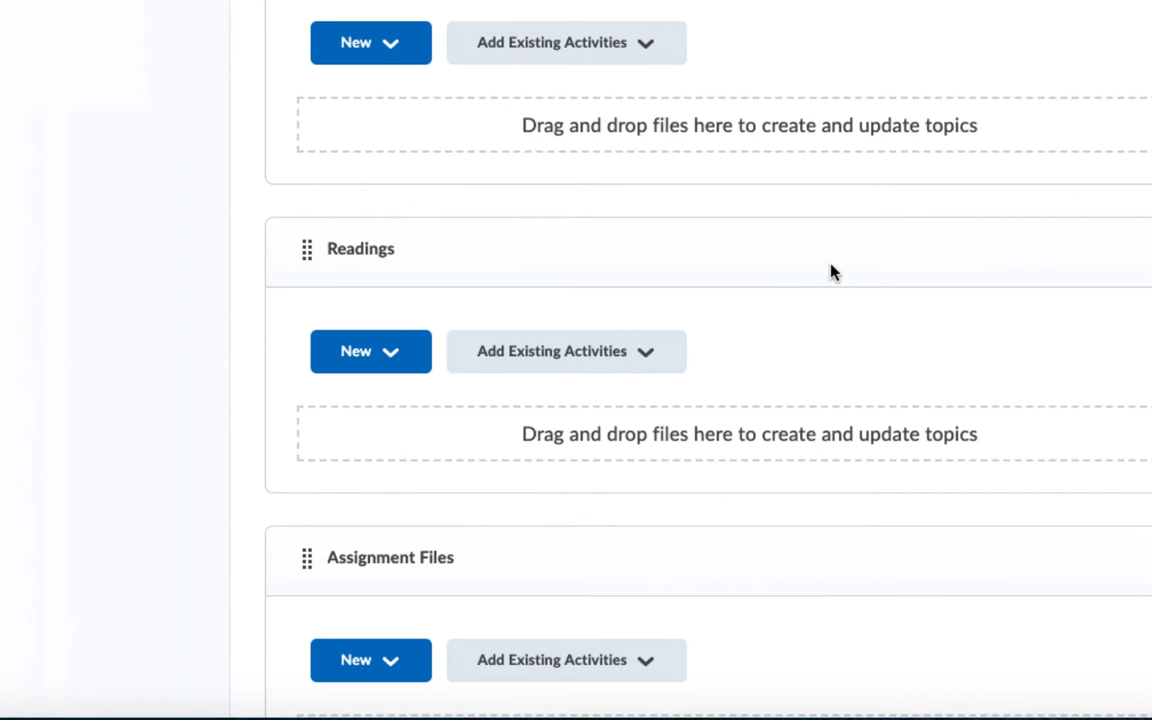 New Add Existing Activities
Drag and drop files here to create and update topics
Readings
New Add Existing Activities
Drag and drop files here to create and update topics
Assignment Files
New Add Existing Activities